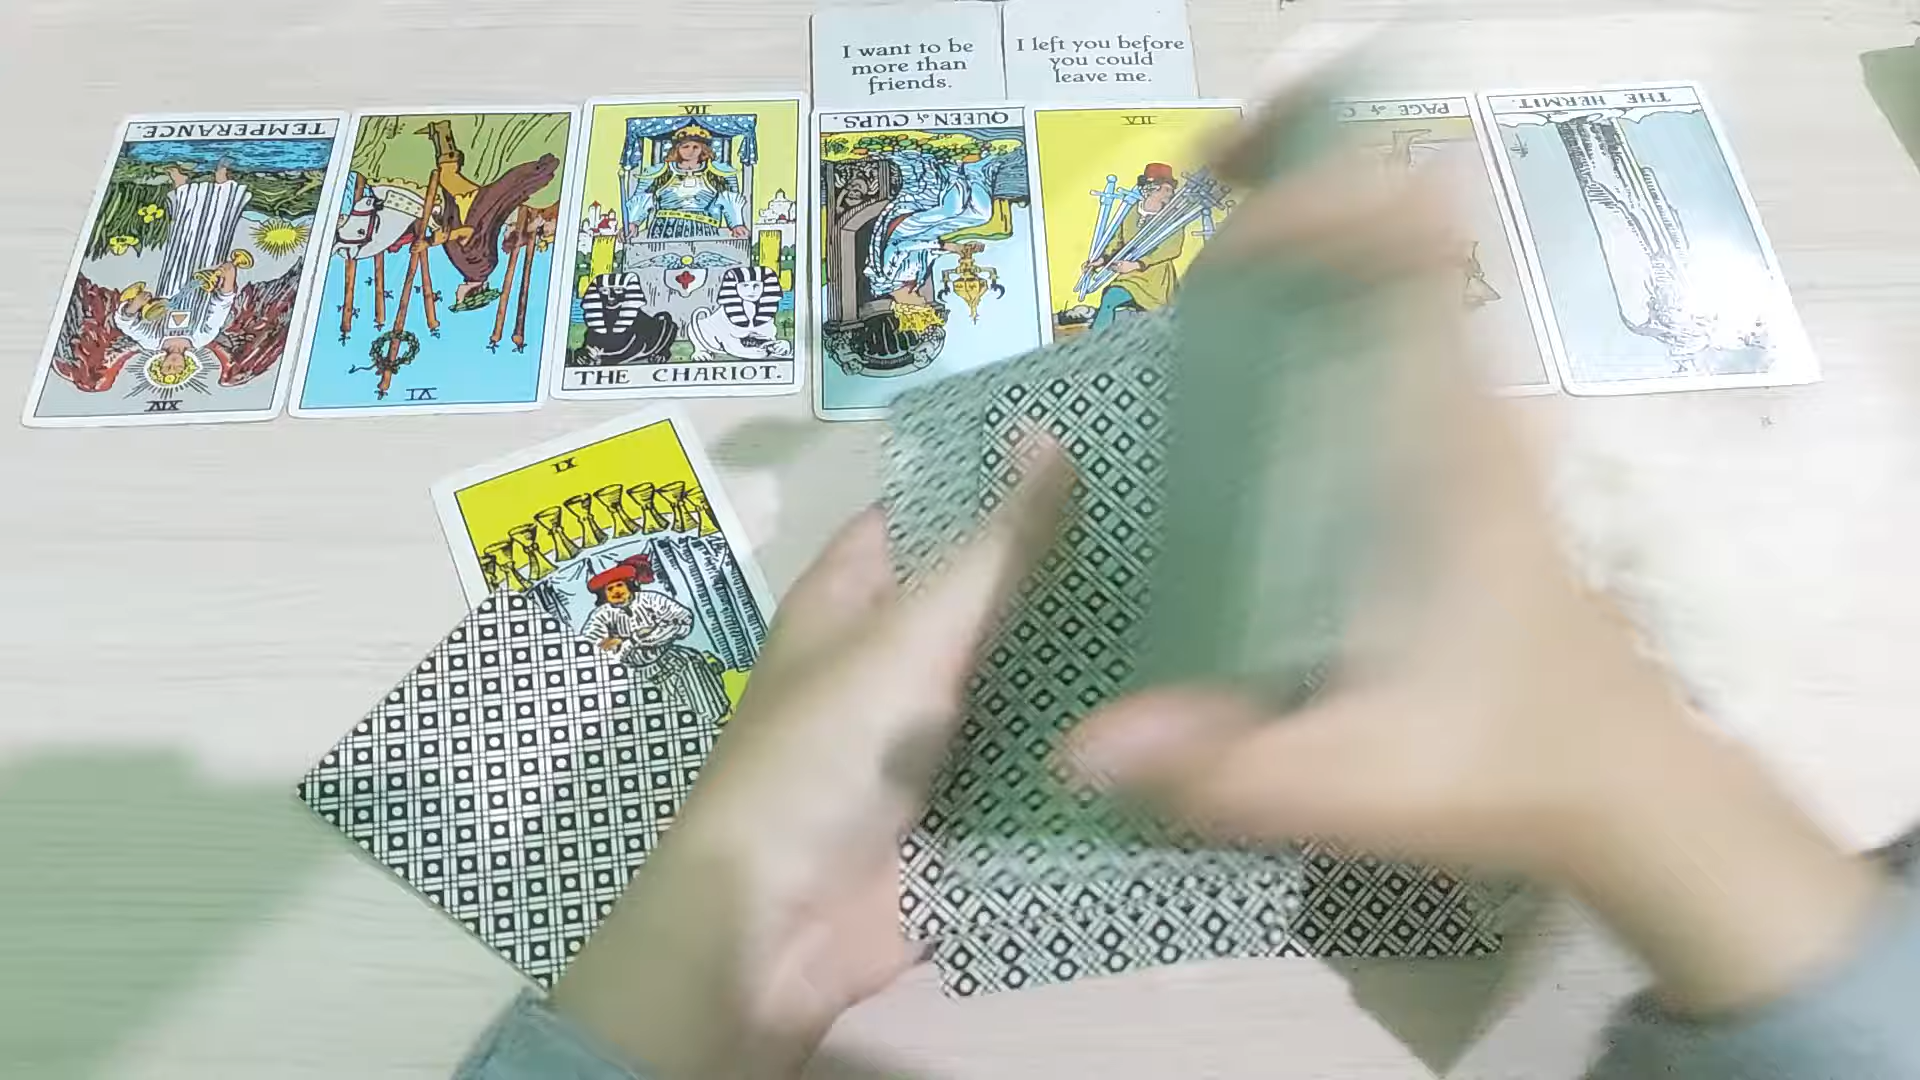 I want to be
more than
friends.
I left you before
you could
leave me.
TEMPERANCE.
XIV
VI
VII
THE CHARIOT.
QUEEN of CUPS.
VII
PAGE of C
THE HERMIT.
IX
IX